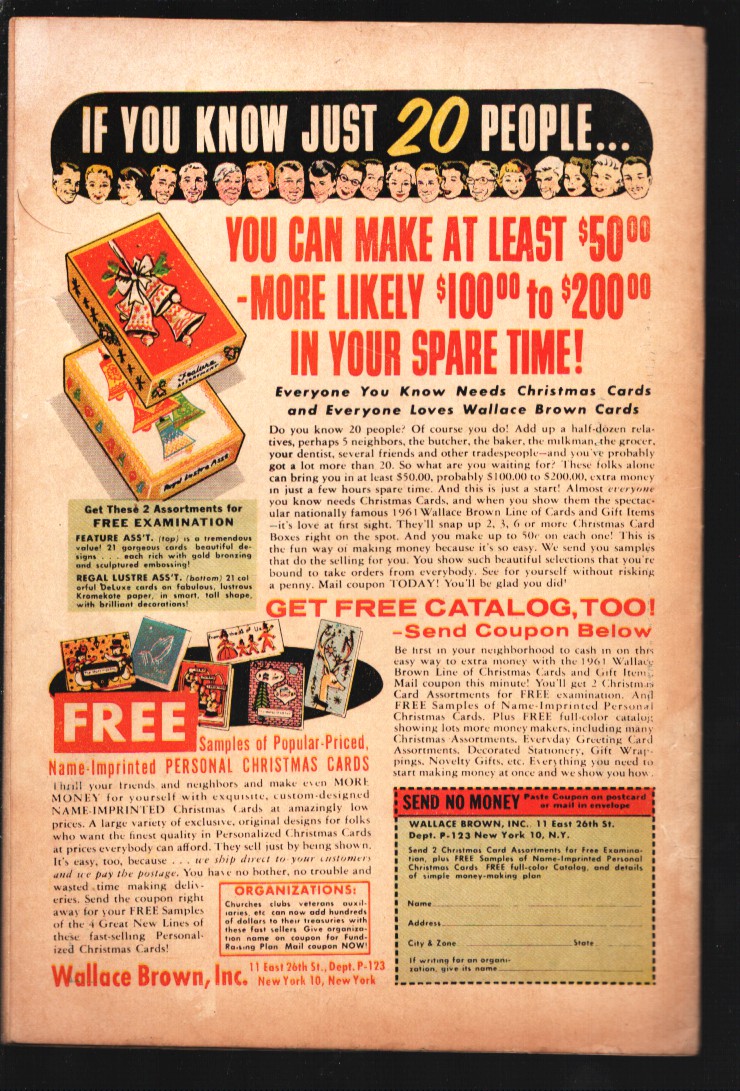 IF YOU KNOW JUST 20 PEOPLE...
YOU CAN MAKE AT LEAST $50⁰⁰
-MORE LIKELY $100⁰⁰ to $200⁰⁰
IN YOUR SPARE TIME!
Everyone You Know Needs Christmas Cards
and Everyone Loves Wallace Brown Cards
Do you know 20 people? Of course you do! Add up a half-dozen rela-
tives, perhaps 5 neighbors, the butcher, the baker, the milkman, the grocer,
your dentist, several friends and other tradespeople—and you've probably
got a lot more than 20. So what are you waiting for? These folks alone
can bring you in at least $50.00, probably $100.00 to $200.00, extra money
in just a few hours spare time. And this is just a start! Almost everyone
you know needs Christmas Cards, and when you show them the spectac-
ular nationally famous 1961 Wallace Brown Line of Cards and Gift Items
—it's love at first sight. They'll snap up 2, 3, 6 or more Christmas Card
Boxes right on the spot. And you make up to 50¢ on each one! This is
the fun way of making money because it's so easy. We send you samples
that do the selling for you. You show such beautiful selections that you're
bound to take orders from everybody. See for yourself without risking
a penny. Mail coupon TODAY! You'll be glad you did!
Feature
ASSORTMENT
Regal Lustre Ass't
Get These 2 Assortments for
FREE EXAMINATION
FEATURE ASS'T. (top) is a tremendous
value! 21 gorgeous cards beautiful de-
signs . . . each rich with gold bronzing
and sculptured embossing!
REGAL LUSTRE ASS'T. (bottom) 21 col
orful DeLuxe cards on fabulous, lustrous
Kromekote paper, in smart, tall shape,
with brilliant decorations!
GET FREE CATALOG, TOO!
–Send Coupon Below
Be first in your neighborhood to cash in on this
easy way to extra money with the 1961 Wallace
Brown Line of Christmas Cards and Gift Items
Mail coupon this minute! You'll get 2 Christmas
Card Assortments for FREE examination. And
FREE Samples of Name-Imprinted Personal
Christmas Cards. Plus FREE full-color catalog
showing lots more money makers, including many
Christmas Assortments, Everyday Greeting Card
Assortments, Decorated Stationery, Gift Wrap-
pings, Novelty Gifts, etc. Everything you need to
start making money at once and we show you how.
FREE
Samples of Popular-Priced,
Name-Imprinted PERSONAL CHRISTMAS CARDS
Thrill your friends and neighbors and make even MORE
MONEY for yourself with exquisite, custom-designed
NAME-IMPRINTED Christmas Cards at amazingly low
prices. A large variety of exclusive, original designs for folks
who want the finest quality in Personalized Christmas Cards
at prices everybody can afford. They sell just by being shown.
It's easy, too, because . . . we ship direct to your customers
and we pay the postage. You have no bother, no trouble and
wasted time making deliv-
eries. Send the coupon right
away for your FREE Samples
of the 4 Great New Lines of
these fast-selling Personal-
ized Christmas Cards!
ORGANIZATIONS:
Churches clubs veterans auxil-
iaries, etc can now add hundreds
of dollars to their treasuries with
these fast sellers Give organiza-
tion name on coupon for Fund-
Raising Plan Mail coupon NOW!
Wallace Brown, Inc. 11 East 26th St., Dept. P-123
New York 10, New York
SEND NO MONEY Paste Coupon on postcard
or mail in envelope
WALLACE BROWN, INC. 11 East 26th St.
Dept. P-123 New York 10, N.Y.
Send 2 Christmas Card Assortments for Free Examina-
tion, plus FREE Samples of Name-Imprinted Personal
Christmas Cards FREE full-color Catalog, and details
of simple money-making plan
Name
Address
City & Zone State
If writing for an organi-
zation, give its name